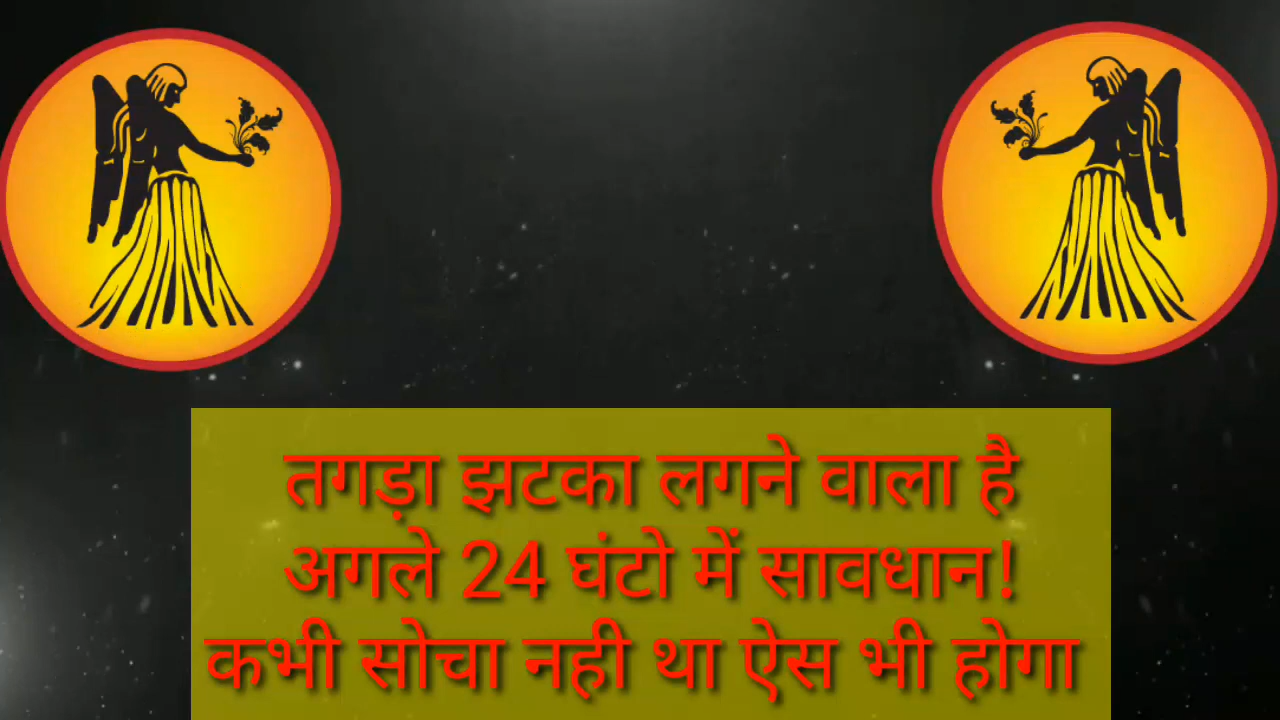 तगड़ा झटका लगने वाला है
अगले 24 घंटो में सावधान!
कभी सोचा नही था ऐस भी होगा